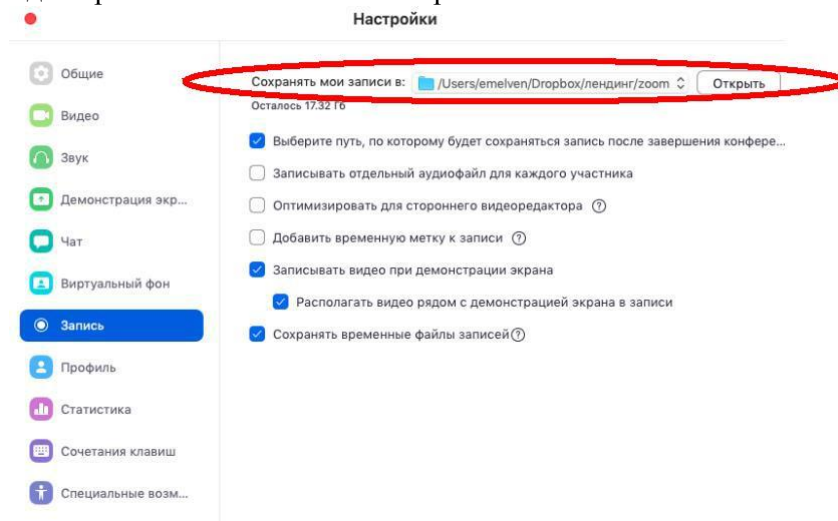 Настройки
Общие
Видео
Звук
Демонстрация экр...
Чат
Виртуальный фон
Запись
Профиль
Статистика
Сочетания клавиш
Специальные возм...
Сохранять мои записи в: /Users/emelven/Dropbox/лендинг/zoom Открыть
Осталось 17.32 Гб
Выберите путь, по которому будет сохраняться запись после завершения конфере...
Записывать отдельный аудиофайл для каждого участника
Оптимизировать для стороннего видеоредактора ?
Добавить временную метку к записи ?
Записывать видео при демонстрации экрана
Располагать видео рядом с демонстрацией экрана в записи
Сохранять временные файлы записей ?